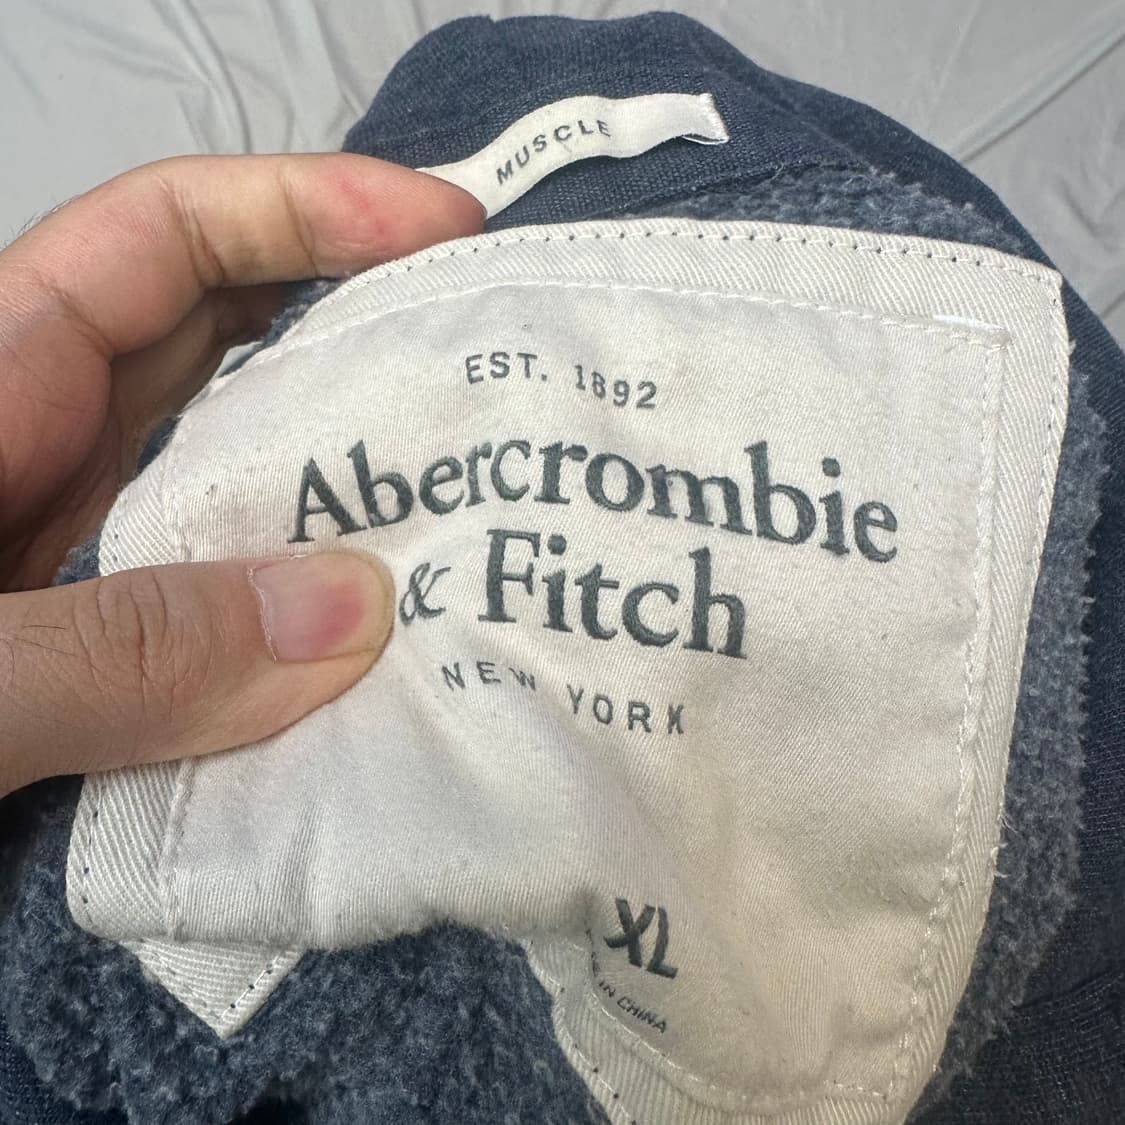 MUSCLE
EST. 1892
Abercrombie
& Fitch
NEW YORK
XL
IN CHINA